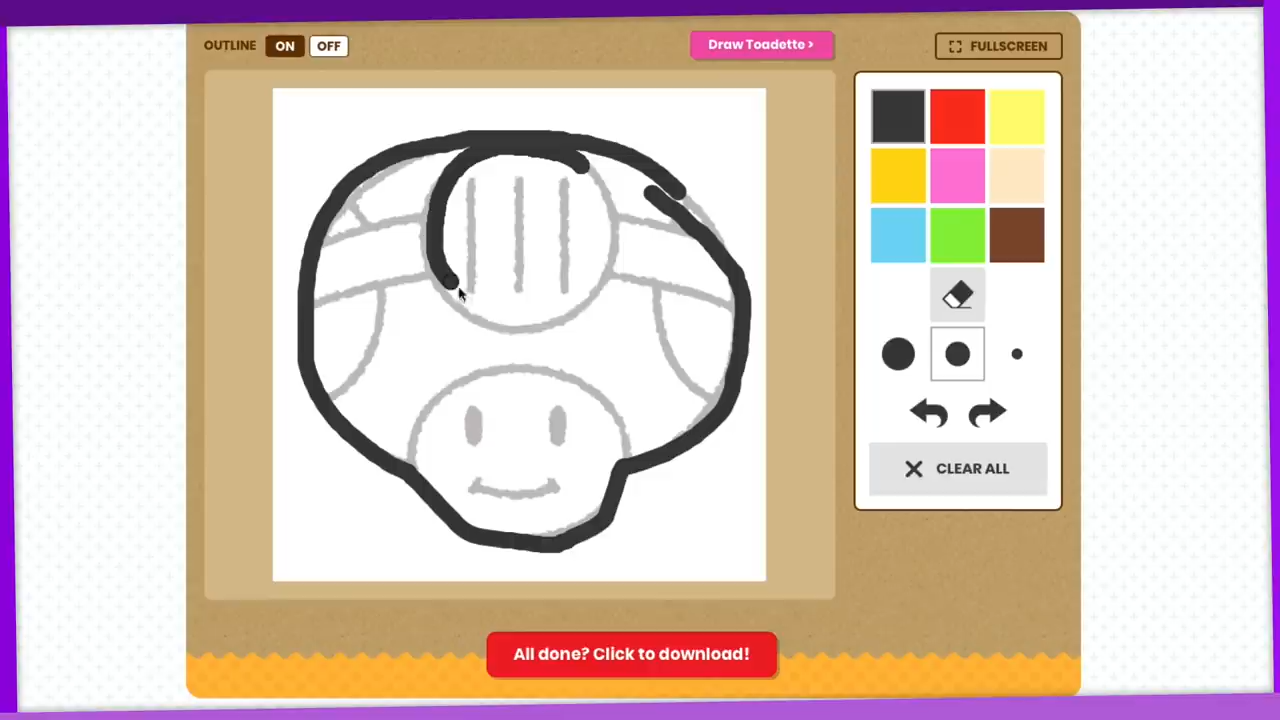 OUTLINE ON OFF
Draw Toadette >
FULLSCREEN
CLEAR ALL
All done? Click to download!